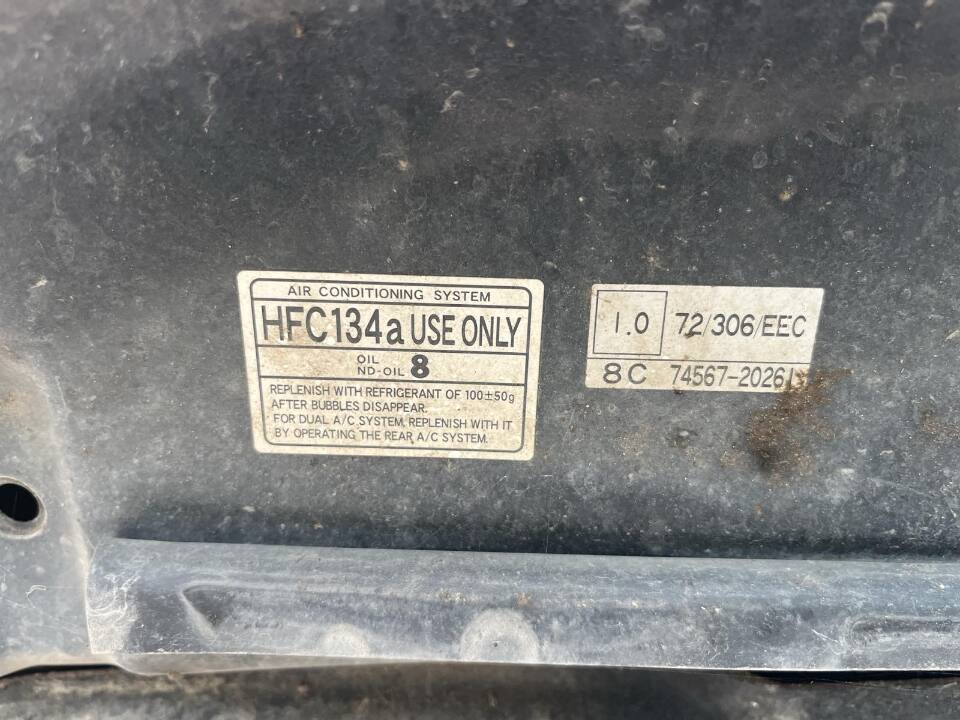 AIR CONDITIONING SYSTEM
HFC134a USE ONLY
OIL
ND-OIL 8
REPLENISH WITH REFRIGERANT OF 100±50g
AFTER BUBBLES DISAPPEAR.
FOR DUAL A/C SYSTEM, REPLENISH WITH IT
BY OPERATING THE REAR A/C SYSTEM.
1.0 72/306/EEC
8C 74567-20261